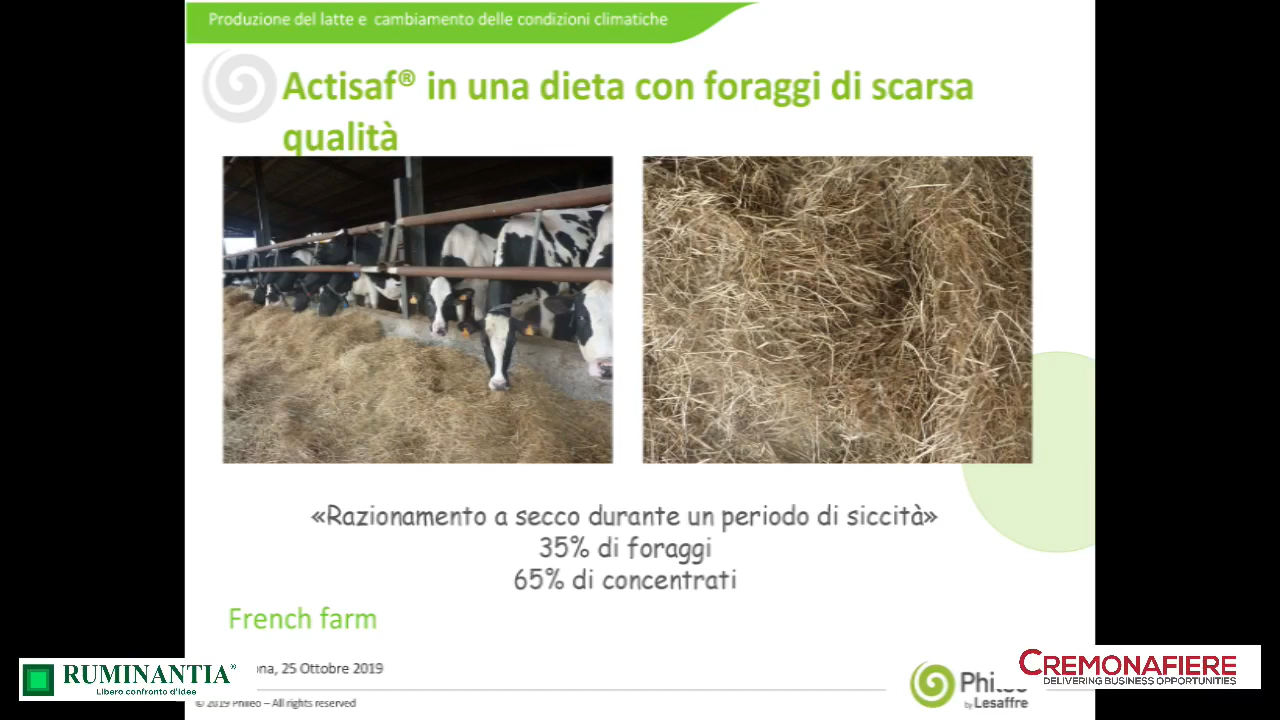 Produzione del latte e cambiamento delle condizioni climatiche
Actisaf® in una dieta con foraggi di scarsa
qualità
«Razionamento a secco durante un periodo di siccità»
35% di foraggi
65% di concentrati
French farm
ona, 25 Ottobre 2019
© 2019 Phileo – All rights reserved
RUMINANTIA®
Libero confronto d'Idee
Phileo
by Lesaffre
CREMONAFIERE
DELIVERING BUSINESS OPPORTUNITIES